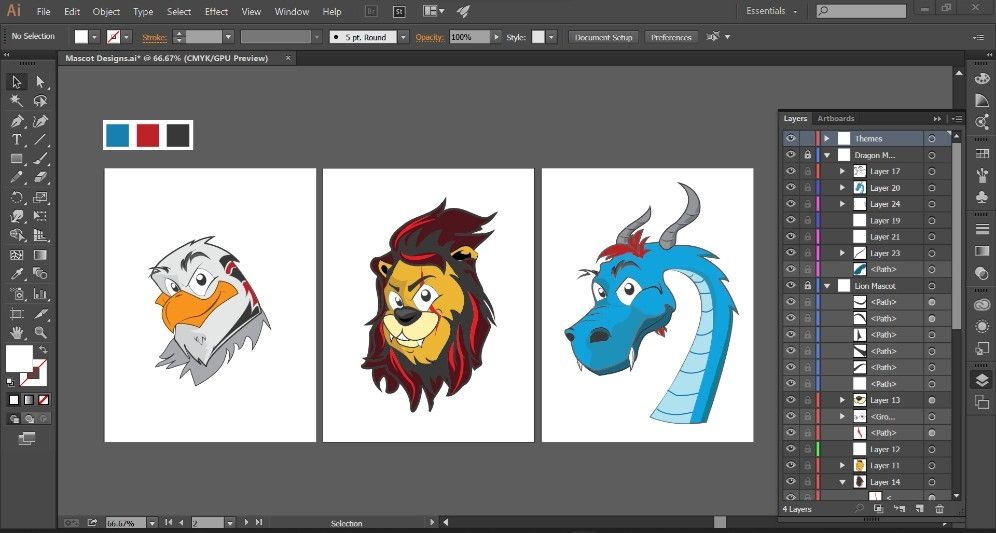 Ai File Edit Object Type Select Effect View Window Help Br St Essentials
No Selection Stroke: 5 pt. Round Opacity: 100% Style: Document Setup Preferences
Mascot Designs.ai* @ 66.67% (CMYK/GPU Preview) ×
Layers Artboards
Themes
Dragon M...
Layer 17
Layer 20
Layer 24
Layer 19
Layer 21
Layer 23
<Path>
Lion Mascot
<Path>
<Path>
<Path>
<Path>
<Path>
<Path>
Layer 13
<Gro...
<Path>
Layer 12
Layer 11
Layer 14
<...
4 Layers
66.67% 2 Selection